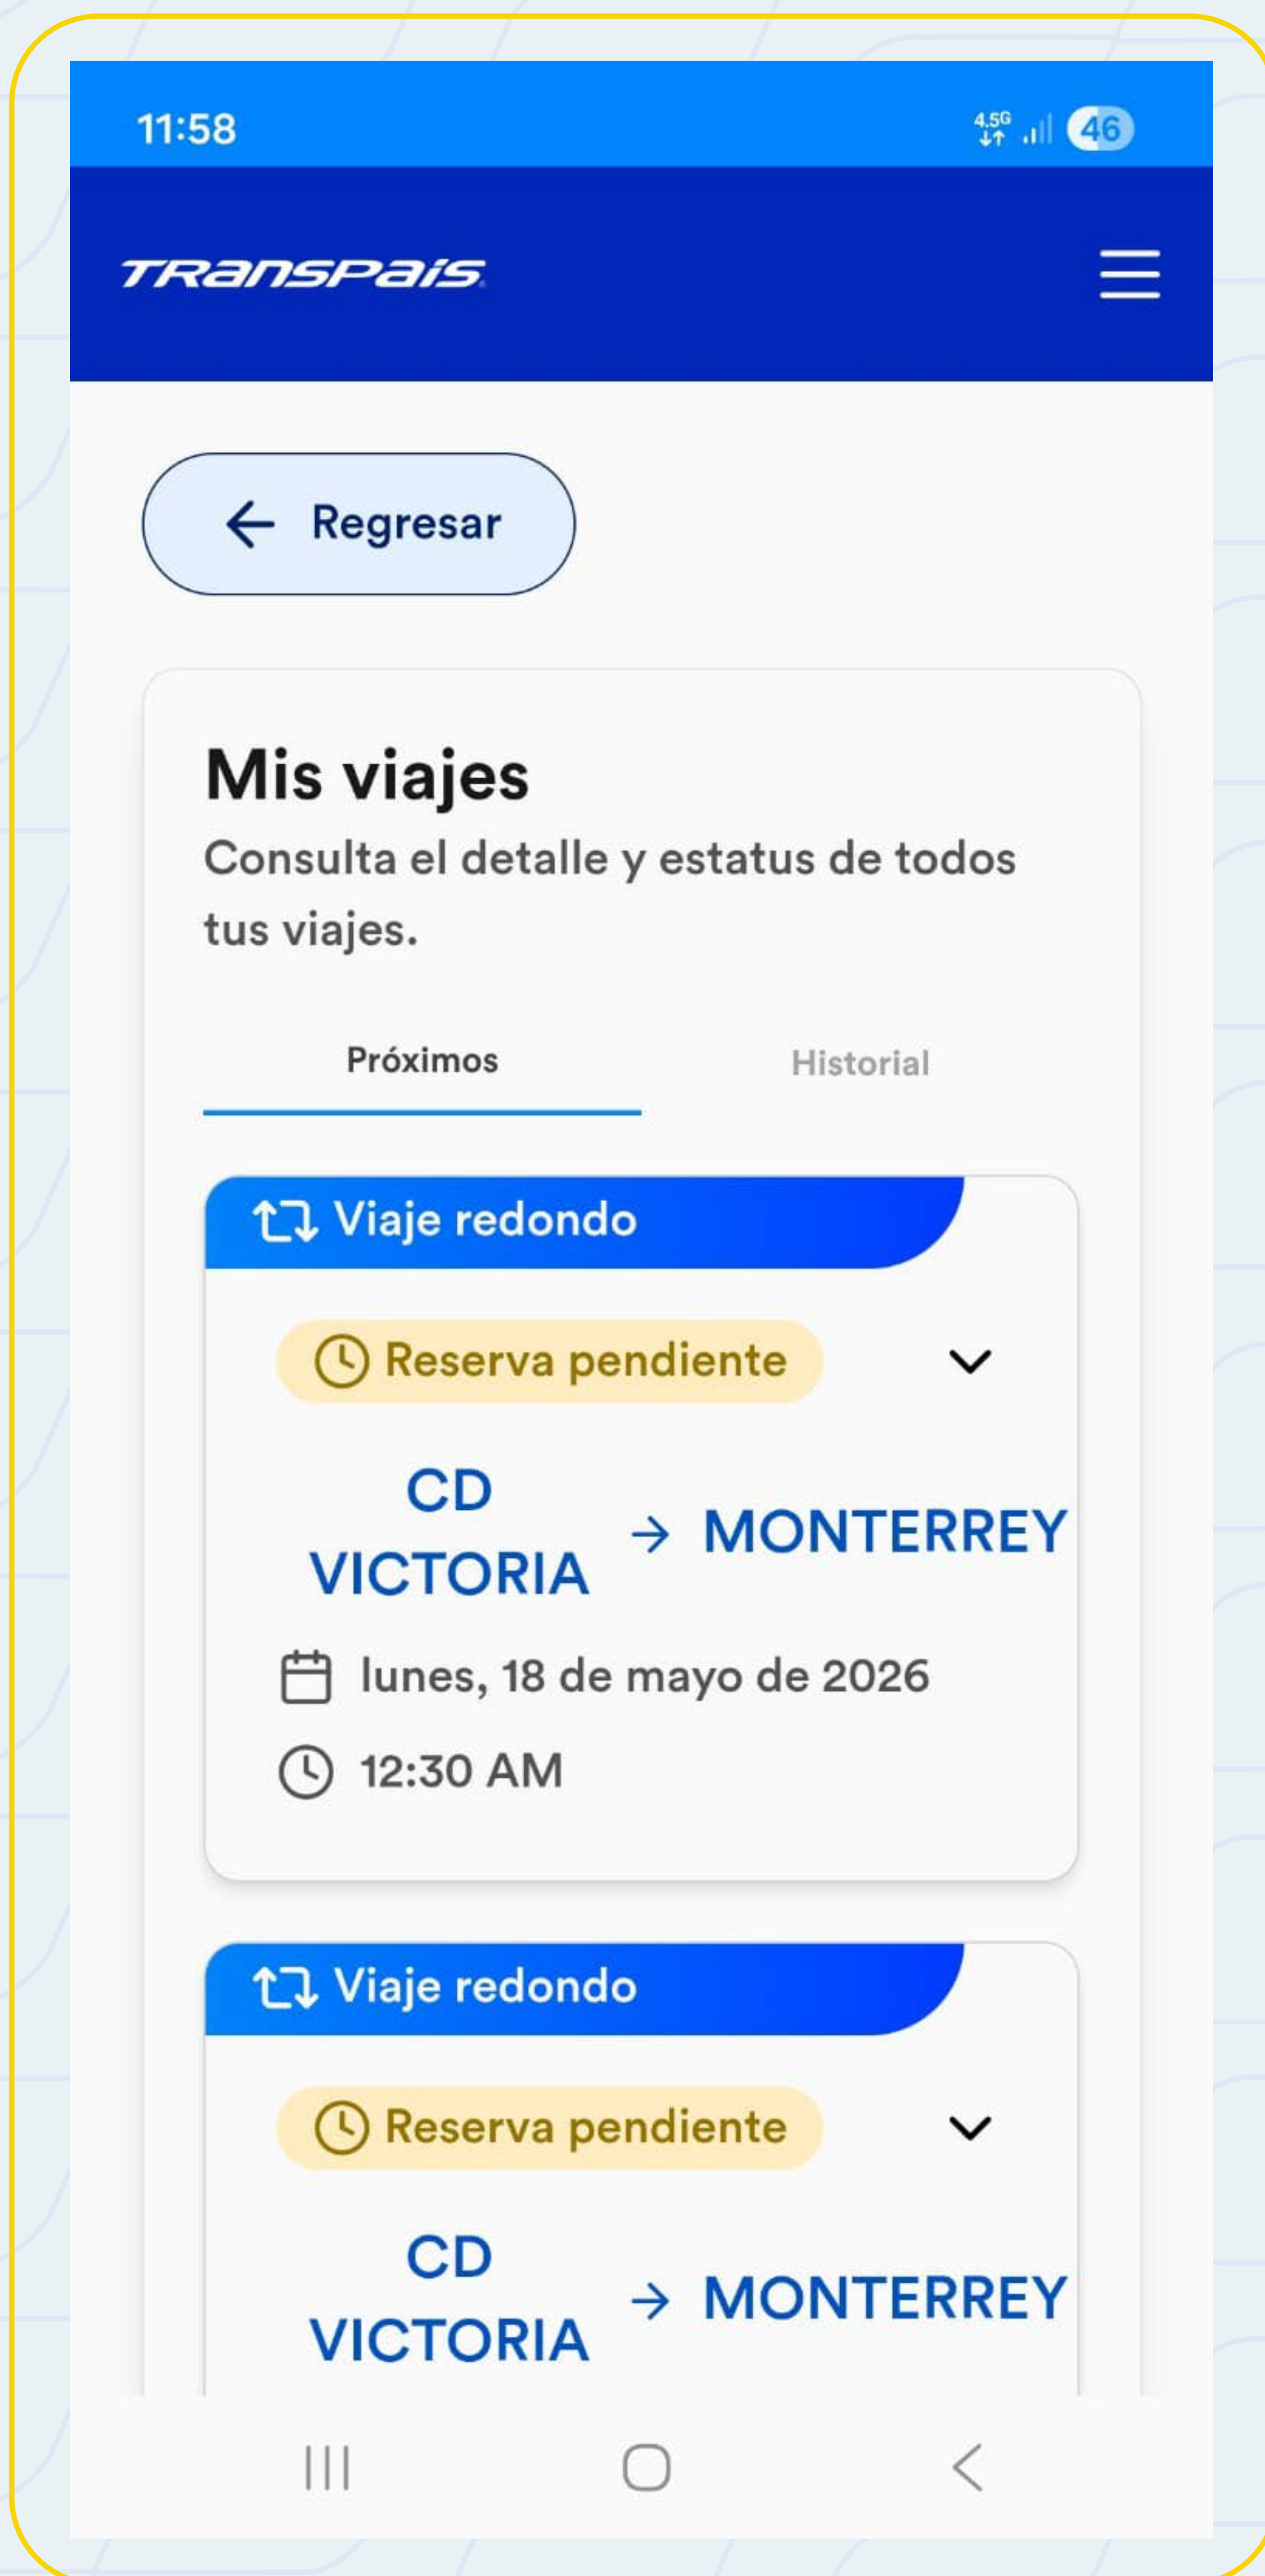 11:58
4.5G
46
TRANSPAIS
Regresar
Mis viajes
Consulta el detalle y estatus de todos
tus viajes.
Próximos
Historial
Viaje redondo
Reserva pendiente
CD
VICTORIA
→ MONTERREY
lunes, 18 de mayo de 2026
12:30 AM
Viaje redondo
Reserva pendiente
CD
VICTORIA
→ MONTERREY